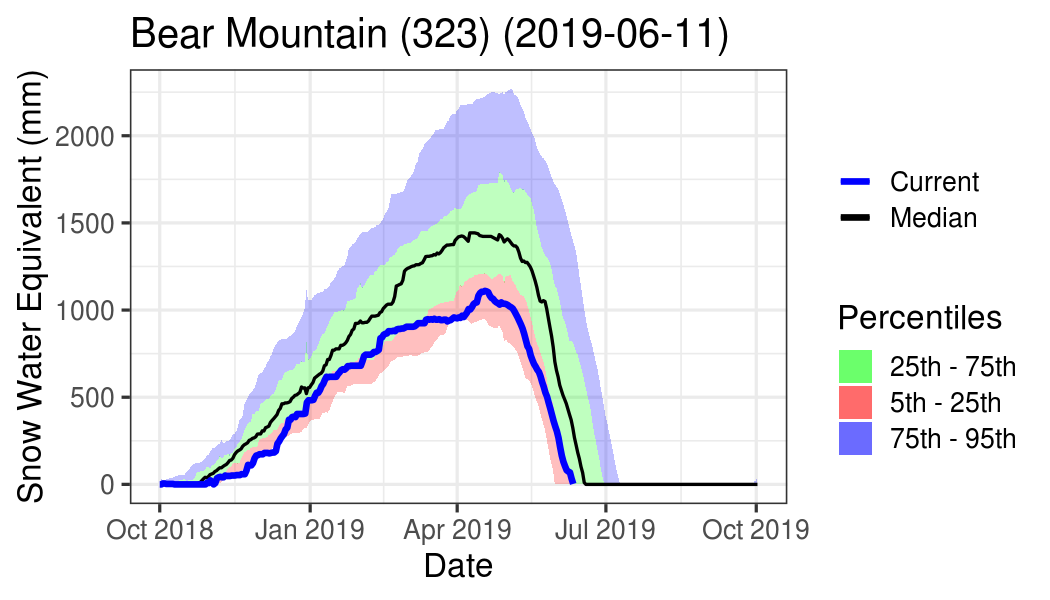 Bear Mountain (323) (2019-06-11)
Snow Water Equivalent (mm)
2000
1500
1000
500
0
Oct 2018
Jan 2019
Apr 2019
Jul 2019
Oct 2019
Date
Current
Median
Percentiles
25th - 75th
5th - 25th
75th - 95th